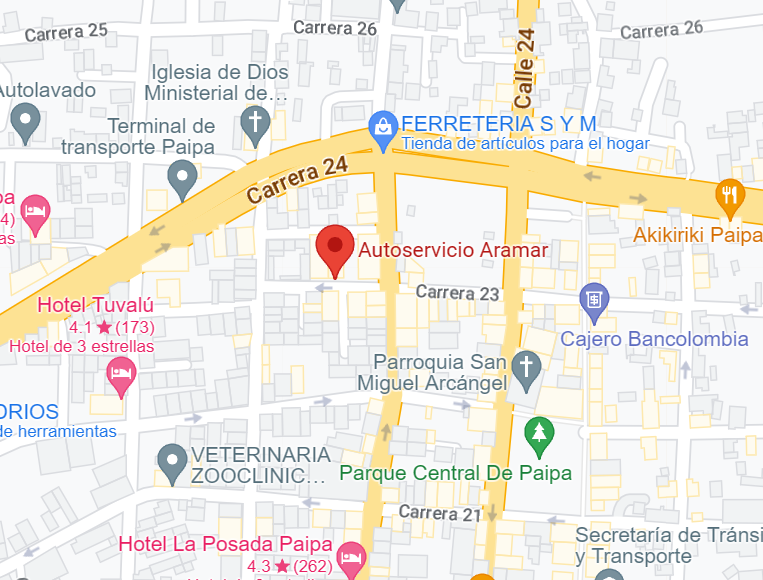 Carrera 25
Carrera 26
Carrera 26
Calle 24
Iglesia de Dios
Ministerial de...
Autolavado
Terminal de
transporte Paipa
FERRETERIA S Y M
Tienda de artículos para el hogar
Carrera 24
4)
Akikiriki Paipa
Autoservicio Aramar
Carrera 23
Hotel Tuvalú
4.1★(173)
Hotel de 3 estrellas
Cajero Bancolombia
Parroquia San
Miguel Arcángel
ORIOS
de herramientas
VETERINARIA
ZOOCLINIC...
Parque Central De Paipa
Carrera 21
Secretaría de Tránsi
y Transporte
Hotel La Posada Paipa
4.3★(262)